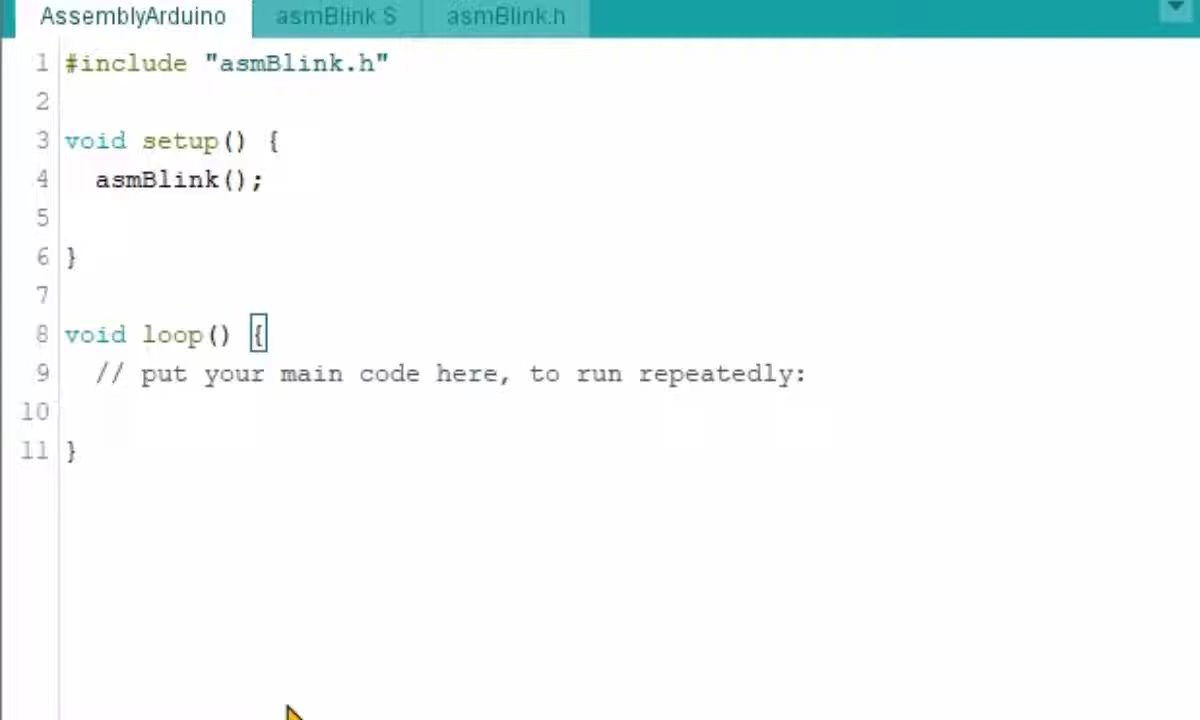 AssemblyArduino asmBlink.S asmBlink.h
1 #include "asmBlink.h"
2
3 void setup() {
4   asmBlink();
5
6 }
7
8 void loop() {
9   // put your main code here, to run repeatedly:
10
11 }